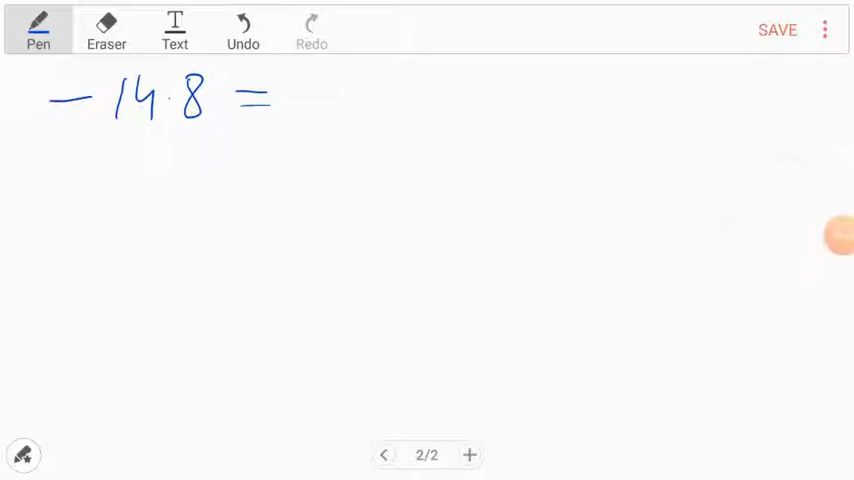 Pen Eraser Text Undo Redo SAVE
− 14.8 =
2/2